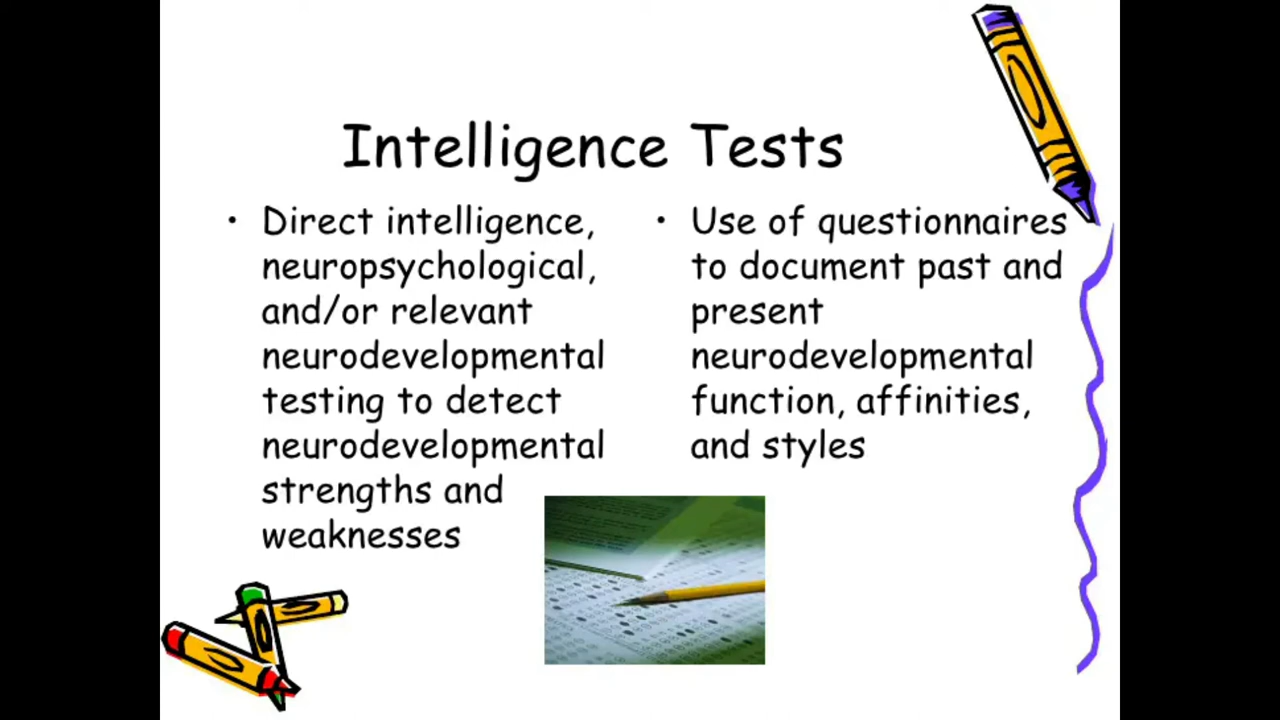 Intelligence Tests
• Direct intelligence,
neuropsychological,
and/or relevant
neurodevelopmental
testing to detect
neurodevelopmental
strengths and
weaknesses
• Use of questionnaires
to document past and
present
neurodevelopmental
function, affinities,
and styles